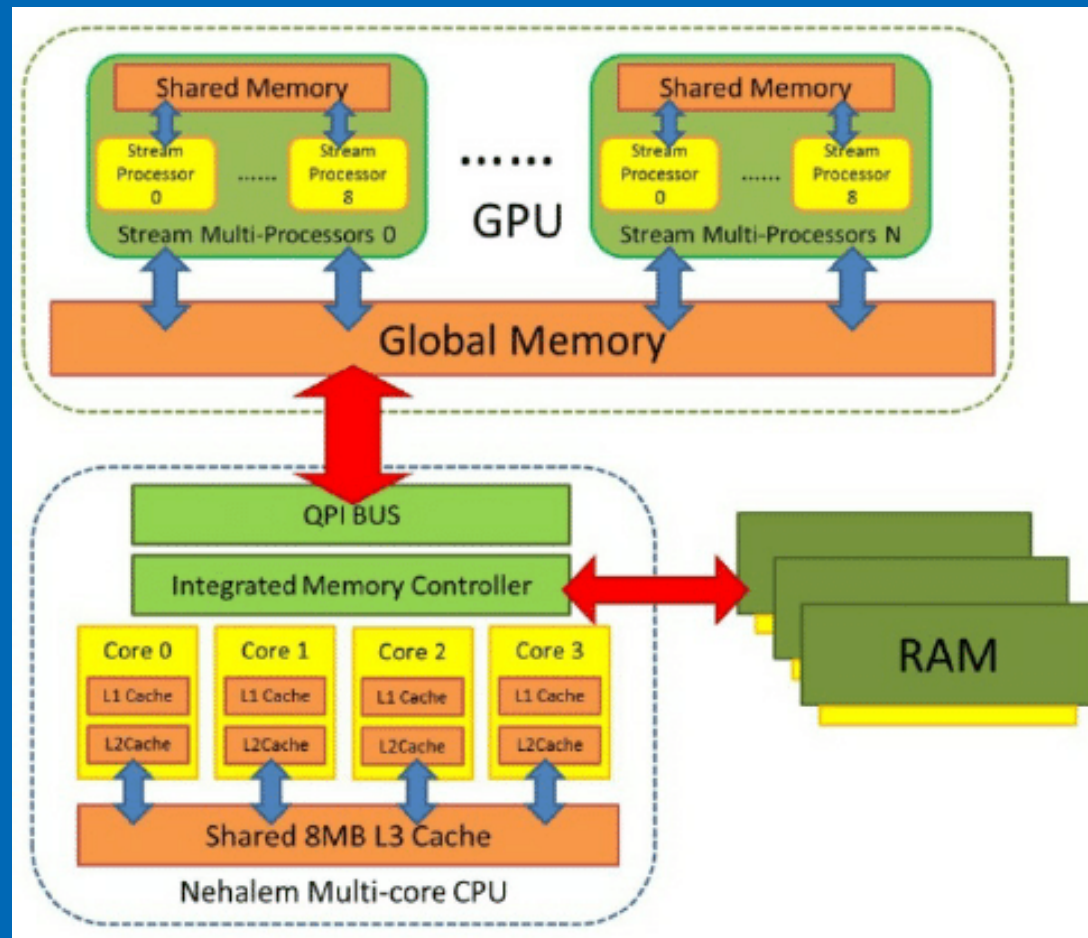 Shared Memory
Shared Memory
Stream
Processor
0
......
Stream
Processor
8
Stream
Processor
0
......
Stream
Processor
8
Stream Multi-Processors 0
......
GPU
Stream Multi-Processors N
Global Memory
QPI BUS
Integrated Memory Controller
Core 0
Core 1
Core 2
Core 3
L1 Cache
L1 Cache
L1 Cache
L1 Cache
L2Cache
L2Cache
L2Cache
L2Cache
Shared 8MB L3 Cache
Nehalem Multi-core CPU
RAM